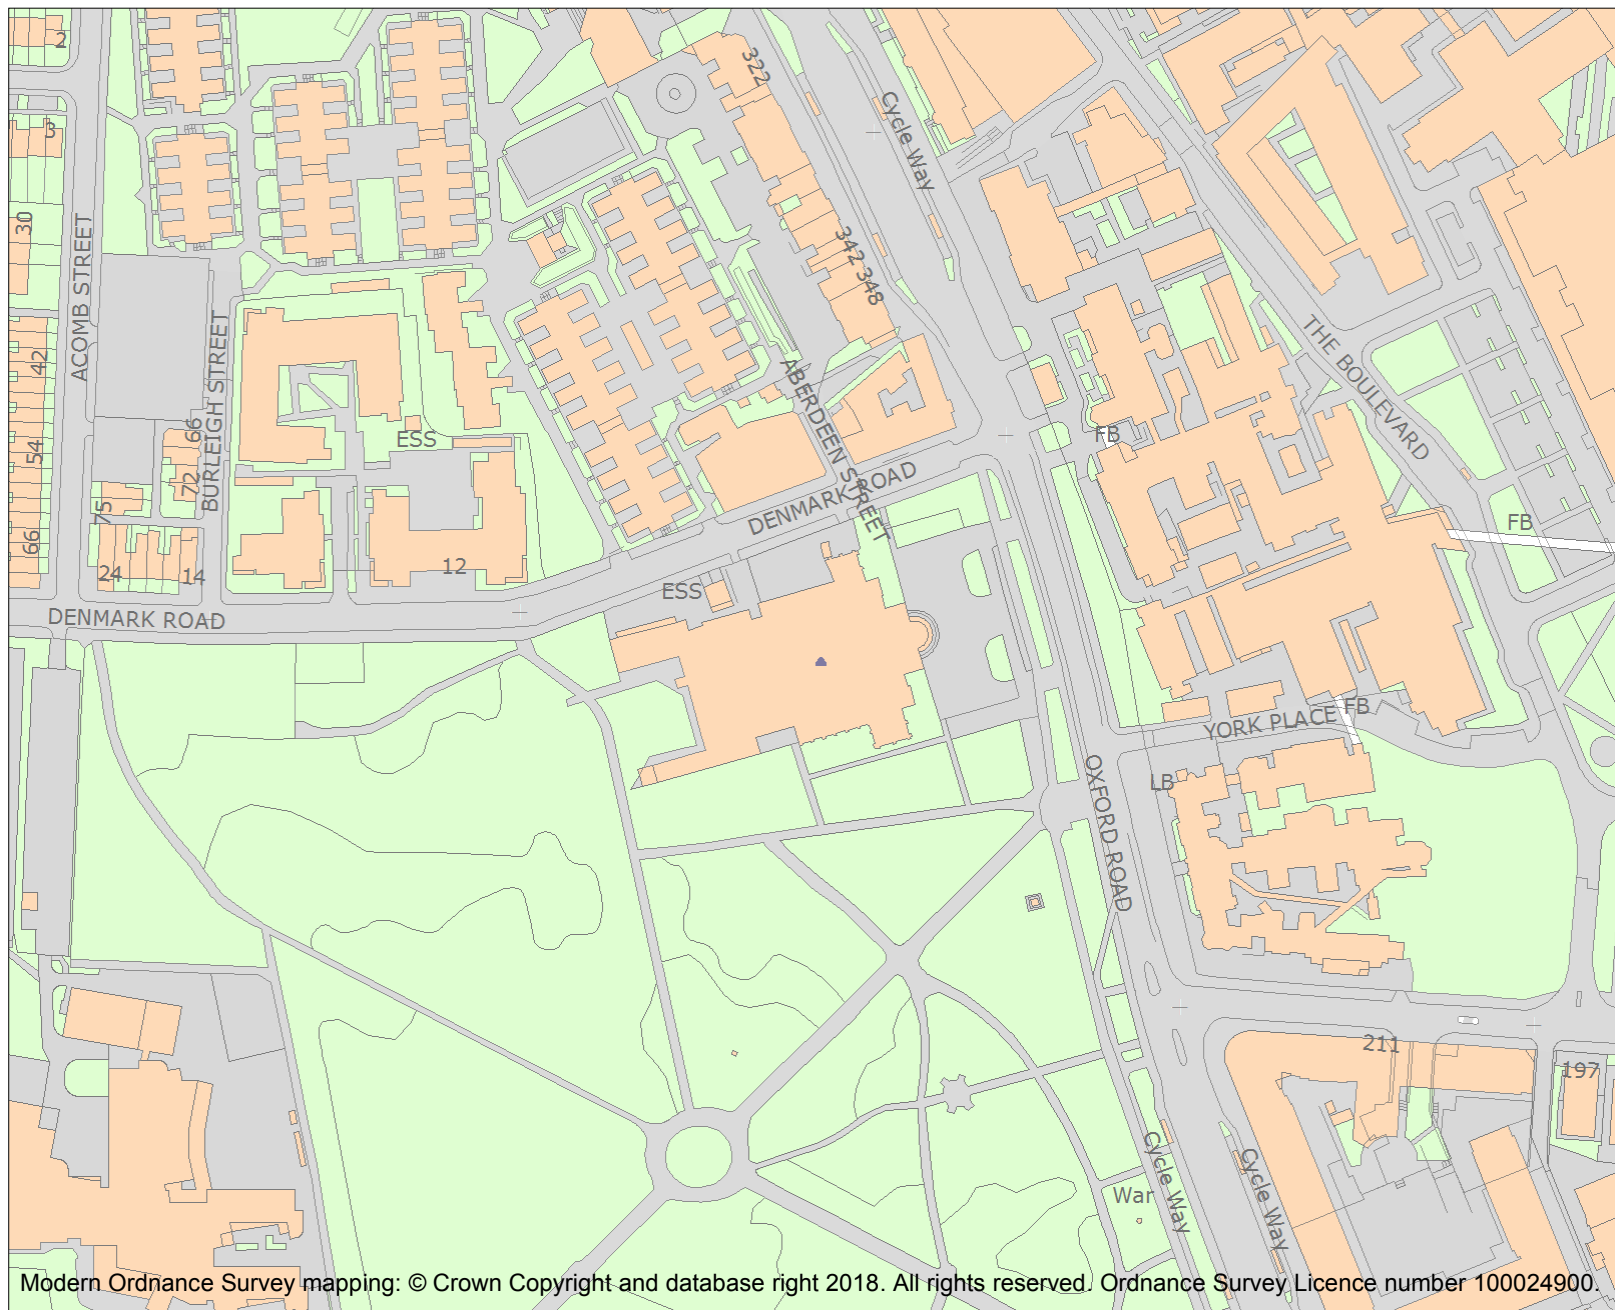 2
322
3
Cycle Way
30
ACOMB STREET
342 348
THE BOULEVARD
BURLEIGH STREET
42
ABERDEEN STREET
66
ESS
FB
54
72
DENMARK ROAD
75
FB
66
24
14
12
ESS
DENMARK ROAD
FB
YORK PLACE
LB
OXFORD ROAD
211
197
Cycle Way
Cycle Way
War
Modern Ordnance Survey mapping: © Crown Copyright and database right 2018. All rights reserved. Ordnance Survey Licence number 100024900.